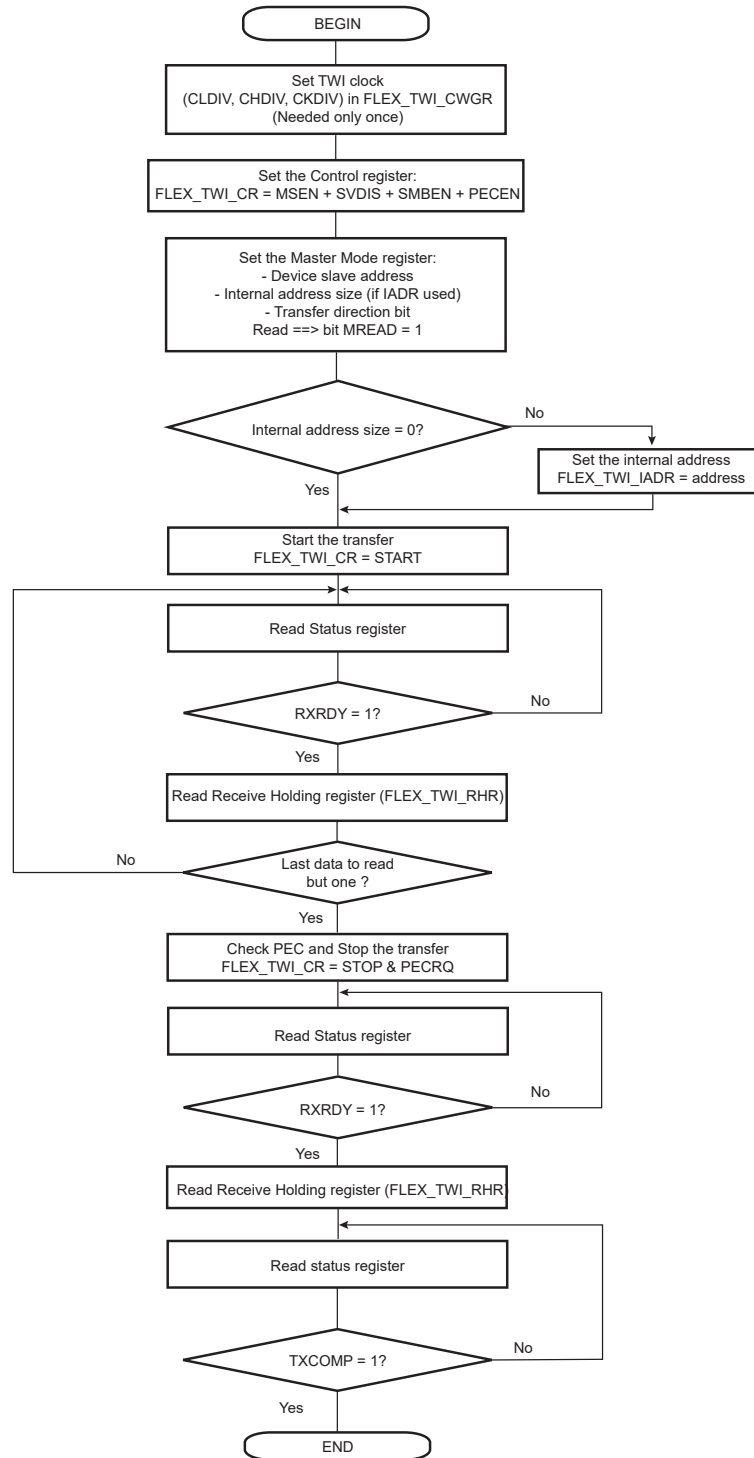 BEGIN
Set TWI clock
(CLDIV, CHDIV, CKDIV) in FLEX_TWI_CWGR
(Needed only once)
Set the Control register:
FLEX_TWI_CR = MSEN + SVDIS + SMBEN + PECEN
Set the Master Mode register:
- Device slave address
- Internal address size (if IADR used)
- Transfer direction bit
Read ==> bit MREAD = 1
Internal address size = 0?
No
Set the internal address
FLEX_TWI_IADR = address
Yes
Start the transfer
FLEX_TWI_CR = START
Read Status register
RXRDY = 1?
No
Yes
Read Receive Holding register (FLEX_TWI_RHR)
No
Last data to read
but one ?
Yes
Check PEC and Stop the transfer
FLEX_TWI_CR = STOP & PECRQ
Read Status register
RXRDY = 1?
No
Yes
Read Receive Holding register (FLEX_TWI_RHR)
Read status register
TXCOMP = 1?
No
Yes
END